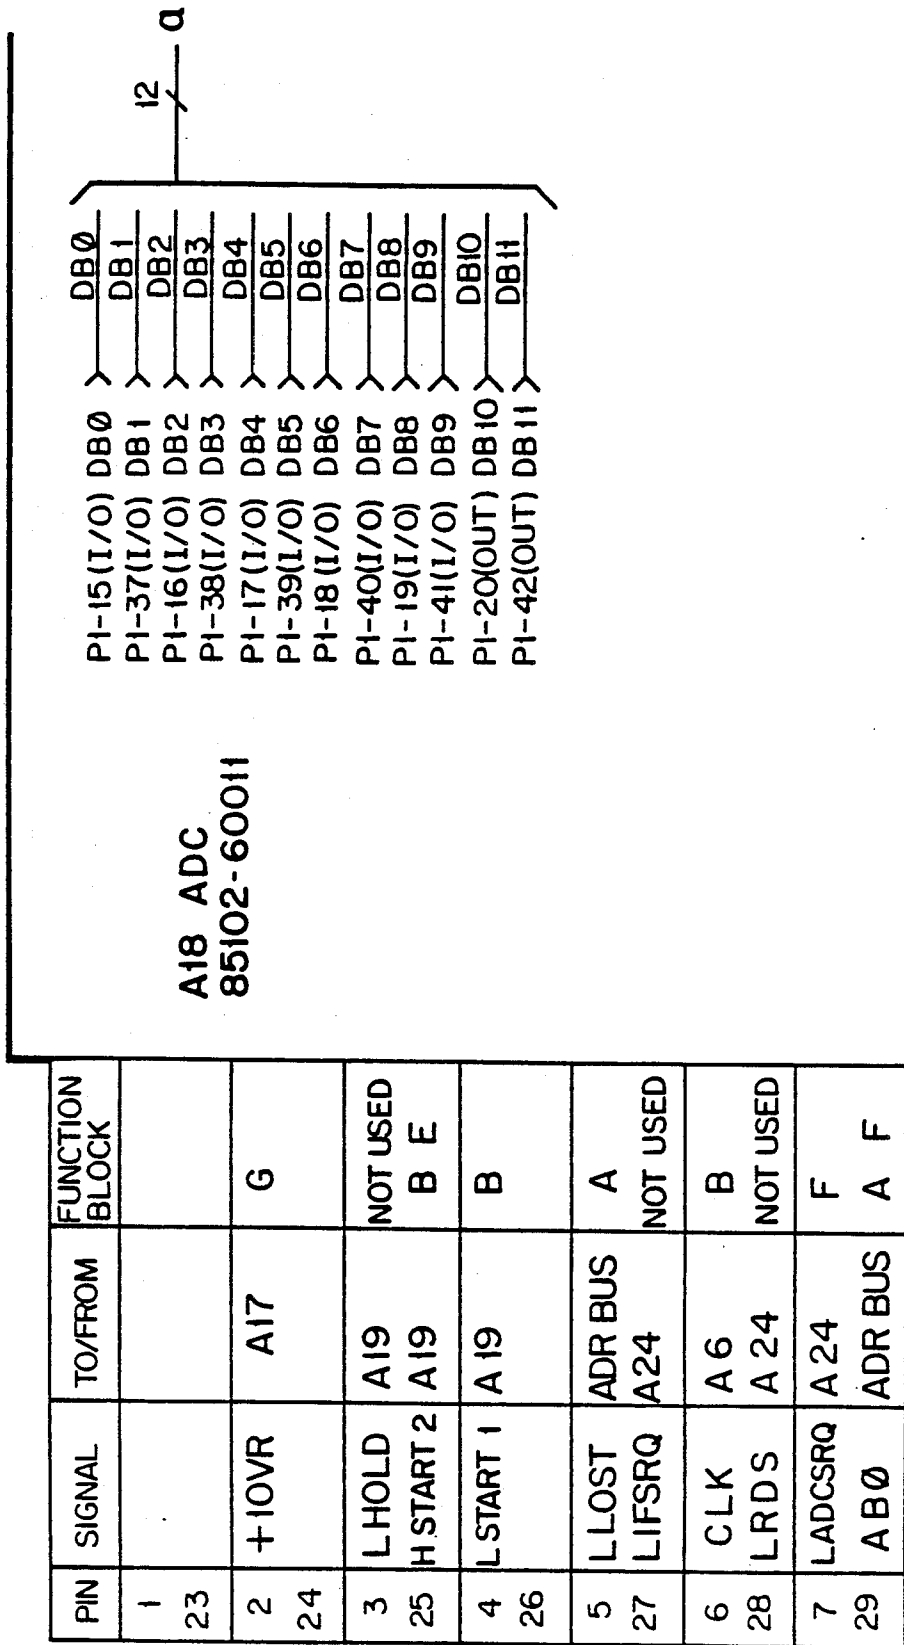 A18 ADC
85102-60011
P1-15(I/O) DBØ DBØ
P1-37(I/O) DB1 DB1
P1-16(I/O) DB2 DB2
P1-38(I/O) DB3 DB3
P1-17(I/O) DB4 DB4
P1-39(I/O) DB5 DB5
P1-18(I/O) DB6 DB6
P1-40(I/O) DB7 DB7
P1-19(I/O) DB8 DB8
P1-41(I/O) DB9 DB9
P1-20(OUT) DB10 DB10
P1-42(OUT) DB11 DB11
12
a
PIN SIGNAL TO/FROM FUNCTION BLOCK
1
23
2 +10VR A17 G
24
3 LHOLD A19 NOT USED
25 H START 2 A19 B E
4 LSTART 1 A19 B
26
5 LLOST ADR BUS A
27 LIFSRQ A24 NOT USED
6 CLK A6 B
28 LRDS A24 NOT USED
7 LADCSRQ A24 F
29 ABØ ADR BUS A F